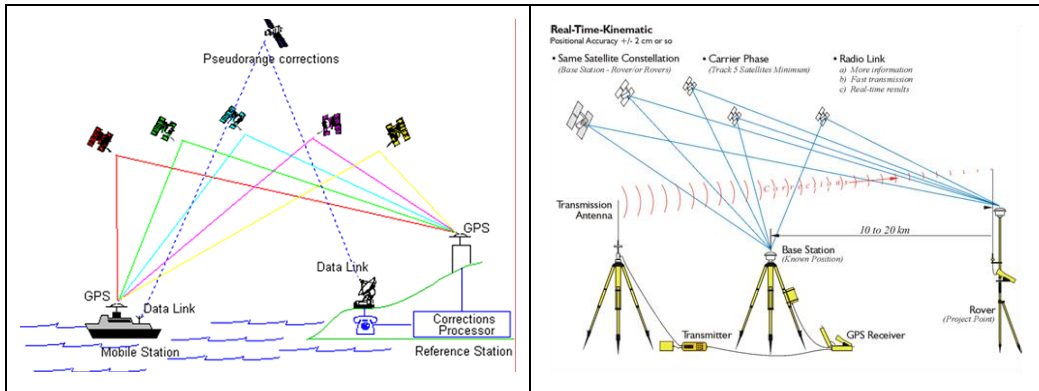 Pseudorange corrections
GPS
Data Link
GPS
Data Link
Corrections
Processor
Mobile Station
Reference Station
Real-Time-Kinematic
Positional Accuracy +/- 2 cm or so
• Same Satellite Constellation
(Base Station - Rover/or Rovers)
• Carrier Phase
(Track 5 Satellites Minimum)
• Radio Link
a) More information
b) Fast transmission
c) Real-time results
Corrections
Transmission
Antenna
10 to 20 km
Base Station
(Known Position)
Rover
(Project Point)
Transmitter
GPS Receiver